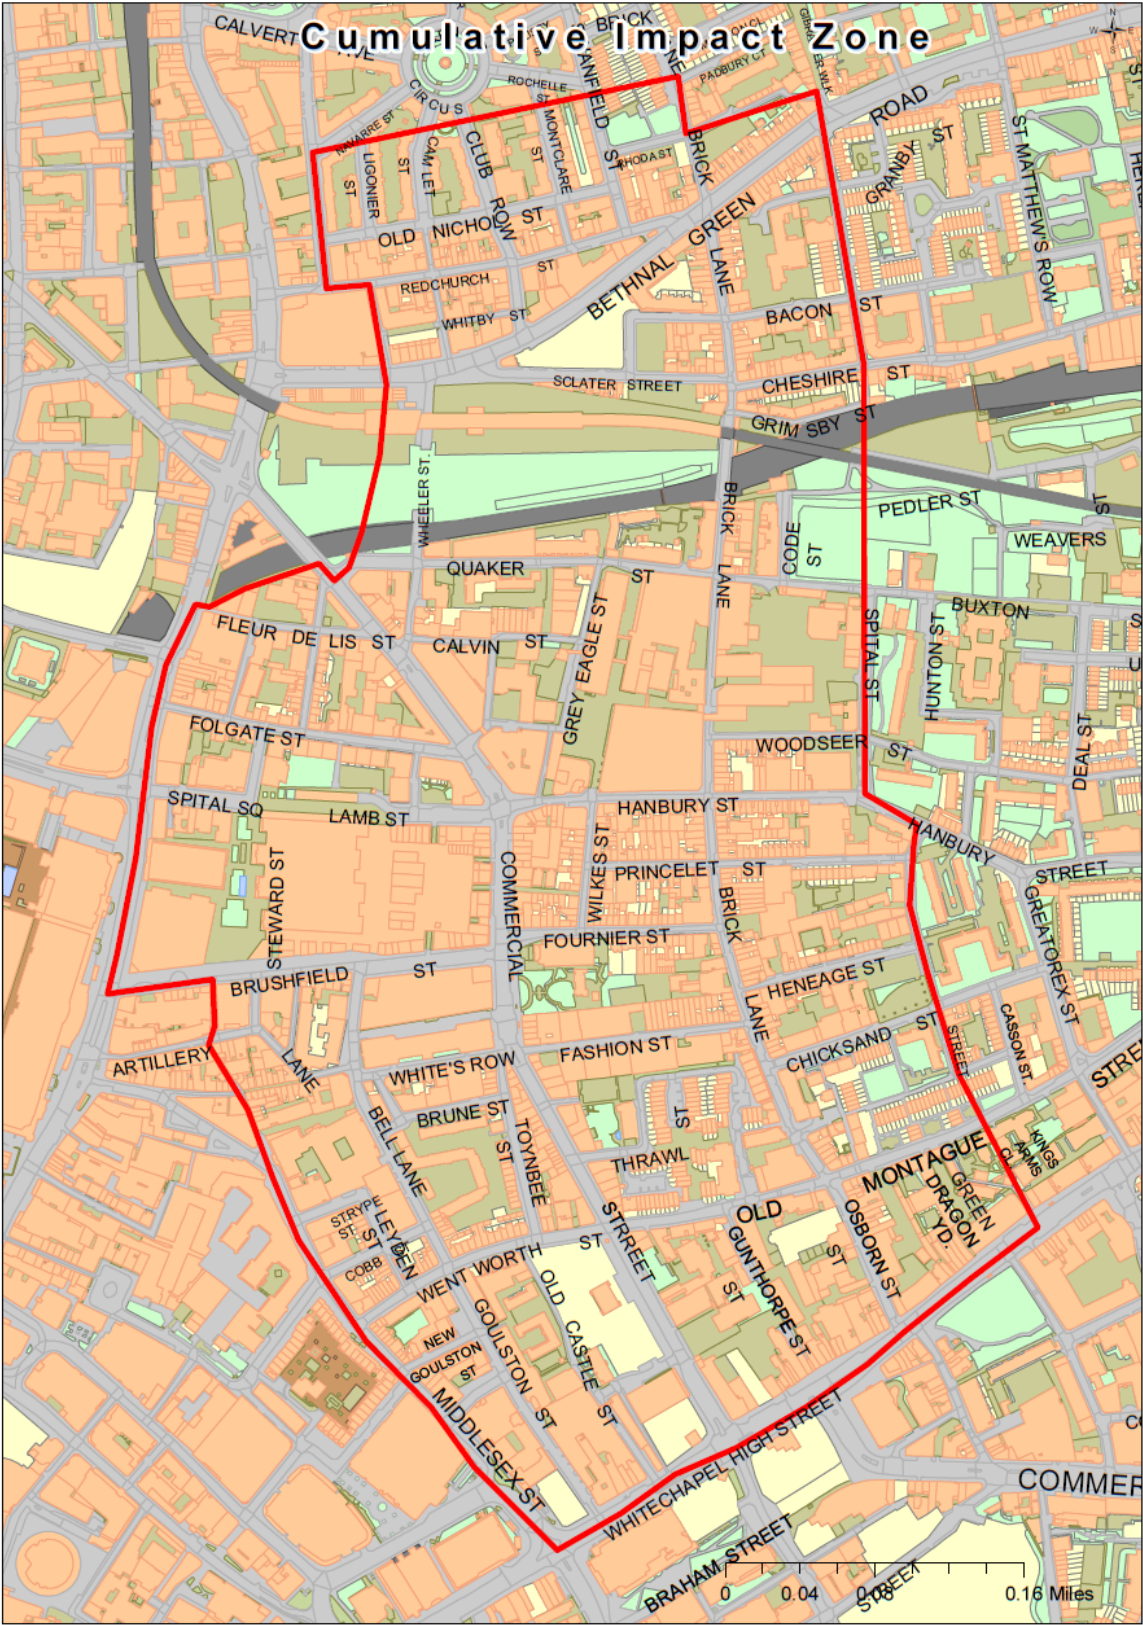 Cumulative Impact Zone
CALVERT AVE
BRICK LANE
CIRCUS
ROCHELLE ST
PADBURY CT
NAVARRE ST
LIGONIER ST
CAMLET ST
CLUB ROW
MONTCLARE ST
RHODA ST
BRICK LANE
ROAD
GRANBY ST
ST MATTHEW'S ROW
OLD NICHOL ST
BETHNAL GREEN
REDCHURCH ST
WHITBY ST
BACON ST
SCLATER STREET
CHESHIRE ST
GRIMSBY ST
WHEELER ST.
BRICK LANE
CODE ST
PEDLER ST
WEAVERS ST
QUAKER ST
BUXTON
FLEUR DE LIS ST
CALVIN ST
GREY EAGLE ST
SPITAL ST
HUNTON ST
DEAL ST
FOLGATE ST
WOODSEER ST
SPITAL SQ
LAMB ST
HANBURY ST
HANBURY STREET
STEWARD ST
COMMERCIAL STRREET
WILKES ST
PRINCELET ST
BRICK LANE
GREATOREX ST
FOURNIER ST
BRUSHFIELD ST
HENEAGE ST
CASSON ST.
ARTILLERY LANE
WHITE'S ROW
FASHION ST
CHICKSAND ST
STREET
BRUNE ST
BELL LANE
TOYNBEE ST
THRAWL ST
OLD MONTAGUE STRE
KINGS ARMS
GREEN DRAGON YD.
STRYPE ST
LEYDEN ST
COBB
WENTWORTH ST
OSBORN ST
GUNTHORPE ST
ST
ST
NEW GOULSTON ST
GOULSTON ST
OLD CASTLE ST
MIDDLESEX ST
WHITECHAPEL HIGH STREET
COMMER
BRAHAM STREET
STREET
0 0.04 0.08 0.16 Miles
N
W
E
S